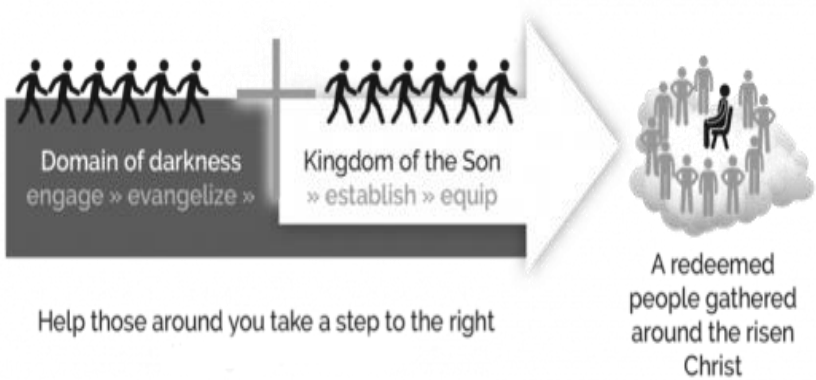 Domain of darkness
engage » evangelize »
Kingdom of the Son
» establish » equip
Help those around you take a step to the right
A redeemed
people gathered
around the risen
Christ